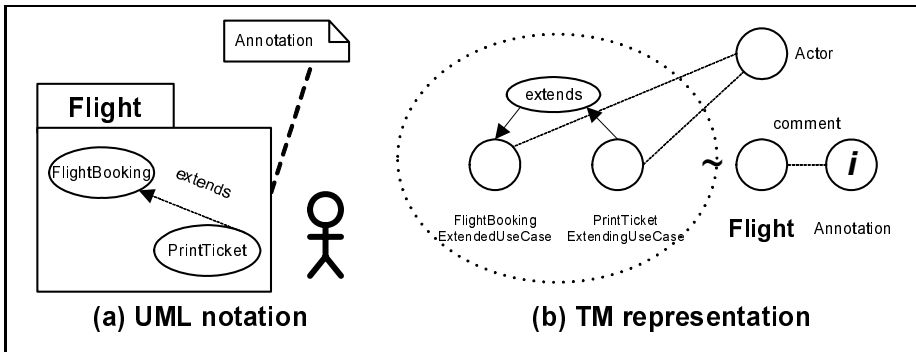 Annotation
Flight
FlightBooking
extends
PrintTicket
(a) UML notation
Actor
extends
comment
~
i
FlightBooking
ExtendedUseCase
PrintTicket
ExtendingUseCase
Flight
Annotation
(b) TM representation